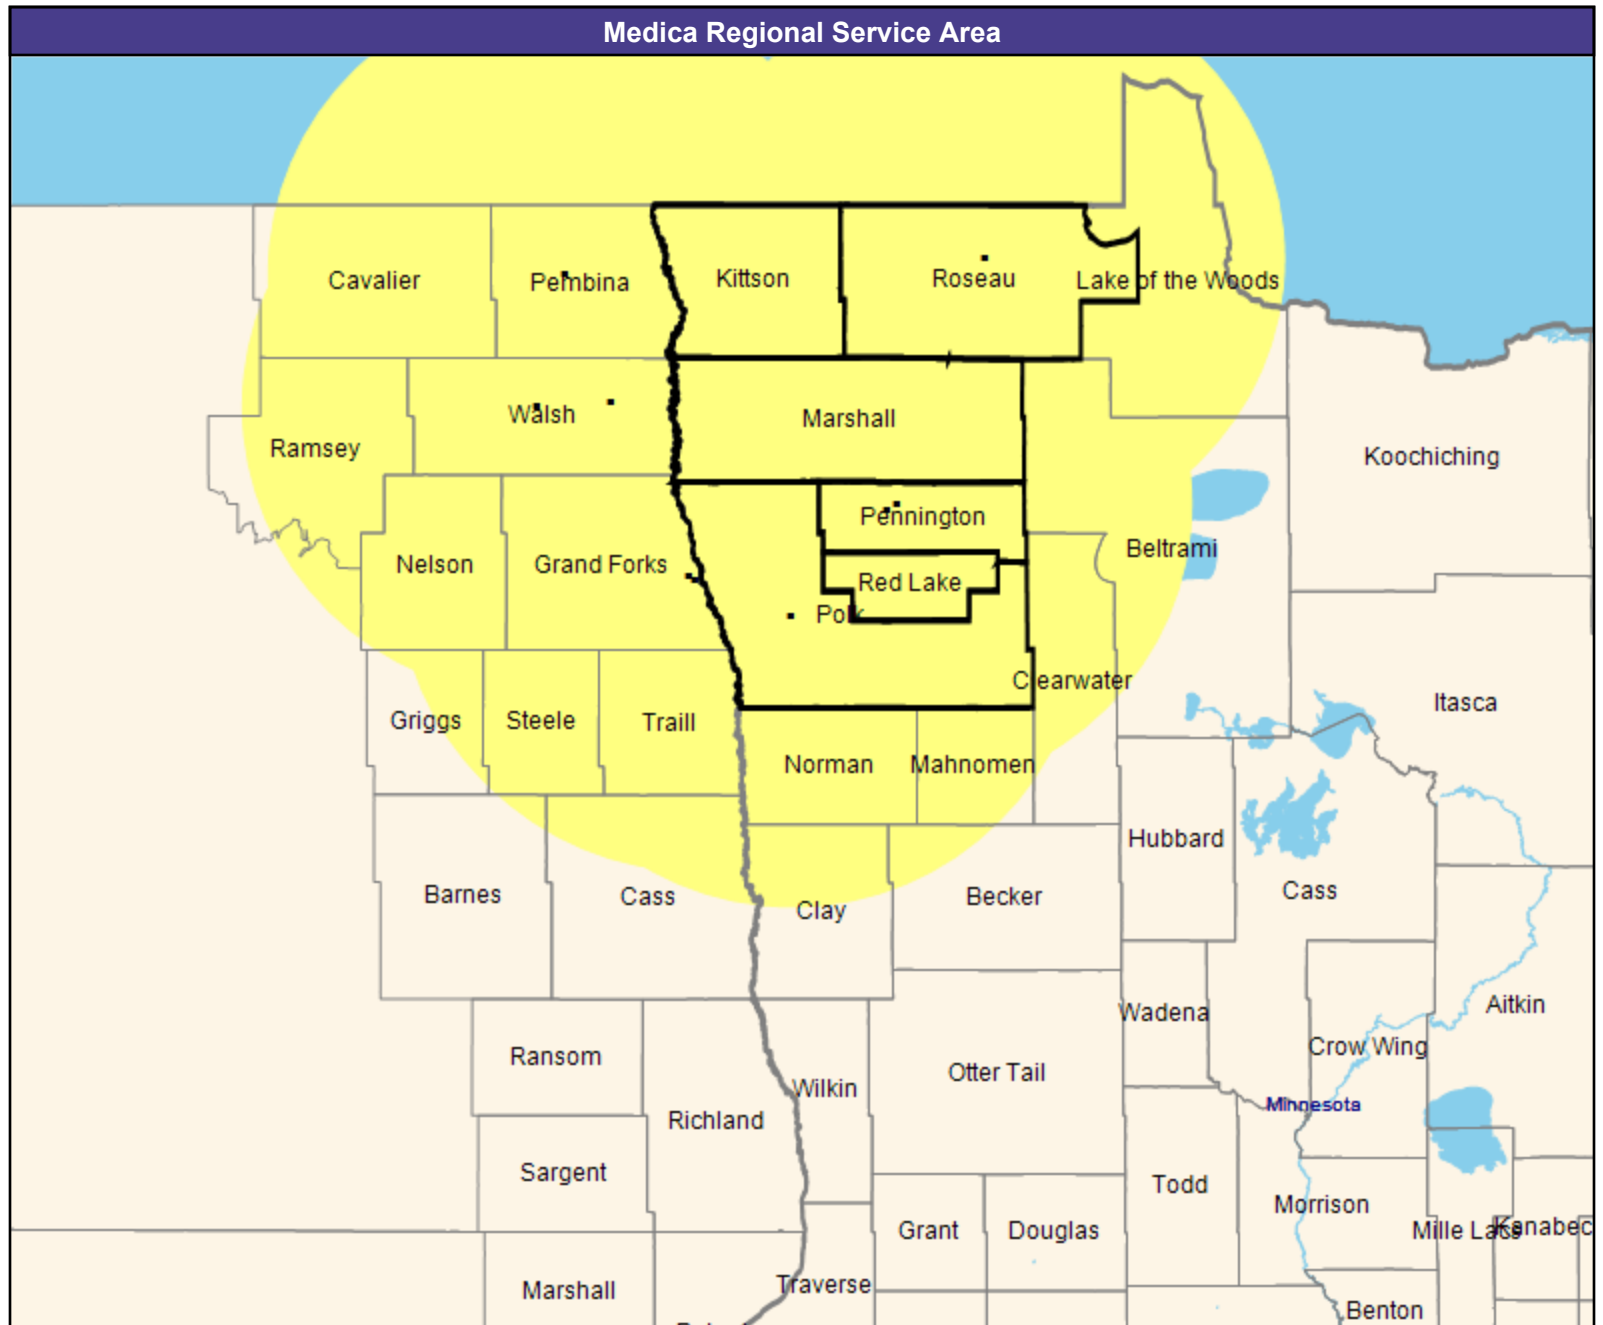 Medica Regional Service Area
Cavalier
Pembina
Kittson
Roseau
Lake of the Woods
Walsh
Marshall
Ramsey
Koochiching
Pennington
Nelson
Grand Forks
Beltrami
Red Lake
Polk
Clearwater
Griggs
Steele
Traill
Itasca
Norman
Mahnomen
Hubbard
Barnes
Cass
Clay
Becker
Cass
Wadena
Aitkin
Ransom
Crow Wing
Otter Tail
Wilkin
Minnesota
Richland
Sargent
Todd
Morrison
Grant
Douglas
Mille Lacs
Kanabec
Marshall
Traverse
Benton